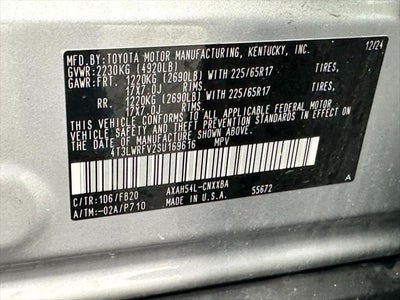 MFD.BY:TOYOTA MOTOR MANUFACTURING, KENTUCKY, INC. 12/24
GVWR:2230KG (4920LB)
GAWR:FRT. 1220KG (2690LB) WITH 225/65R17 TIRES,
17X7.0J RIMS.
RR. 1220KG (2690LB) WITH 225/65R17 TIRES,
17X7.0J RIMS.
THIS VEHICLE CONFORMS TO ALL APPLICABLE FEDERAL MOTOR
VEHICLE SAFETY AND THEFT PREVENTION STANDARDS IN EFFECT
ON THE DATE OF MANUFACTURE SHOWN ABOVE.
4T3LWRFV2SU169616 MPV
C/TR:1D6/FB20 AXAH54L-CNXXBA 55672
A/TM:-02A/P710 MADE IN U.S.A. A